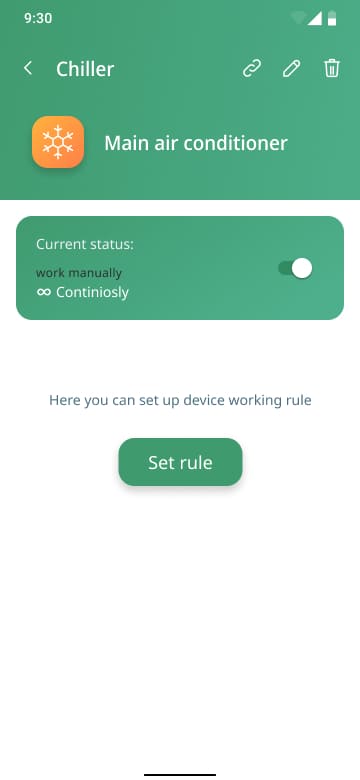 9:30
Chiller
Main air conditioner
Current status:
work manually
Continiosly
Here you can set up device working rule
Set rule